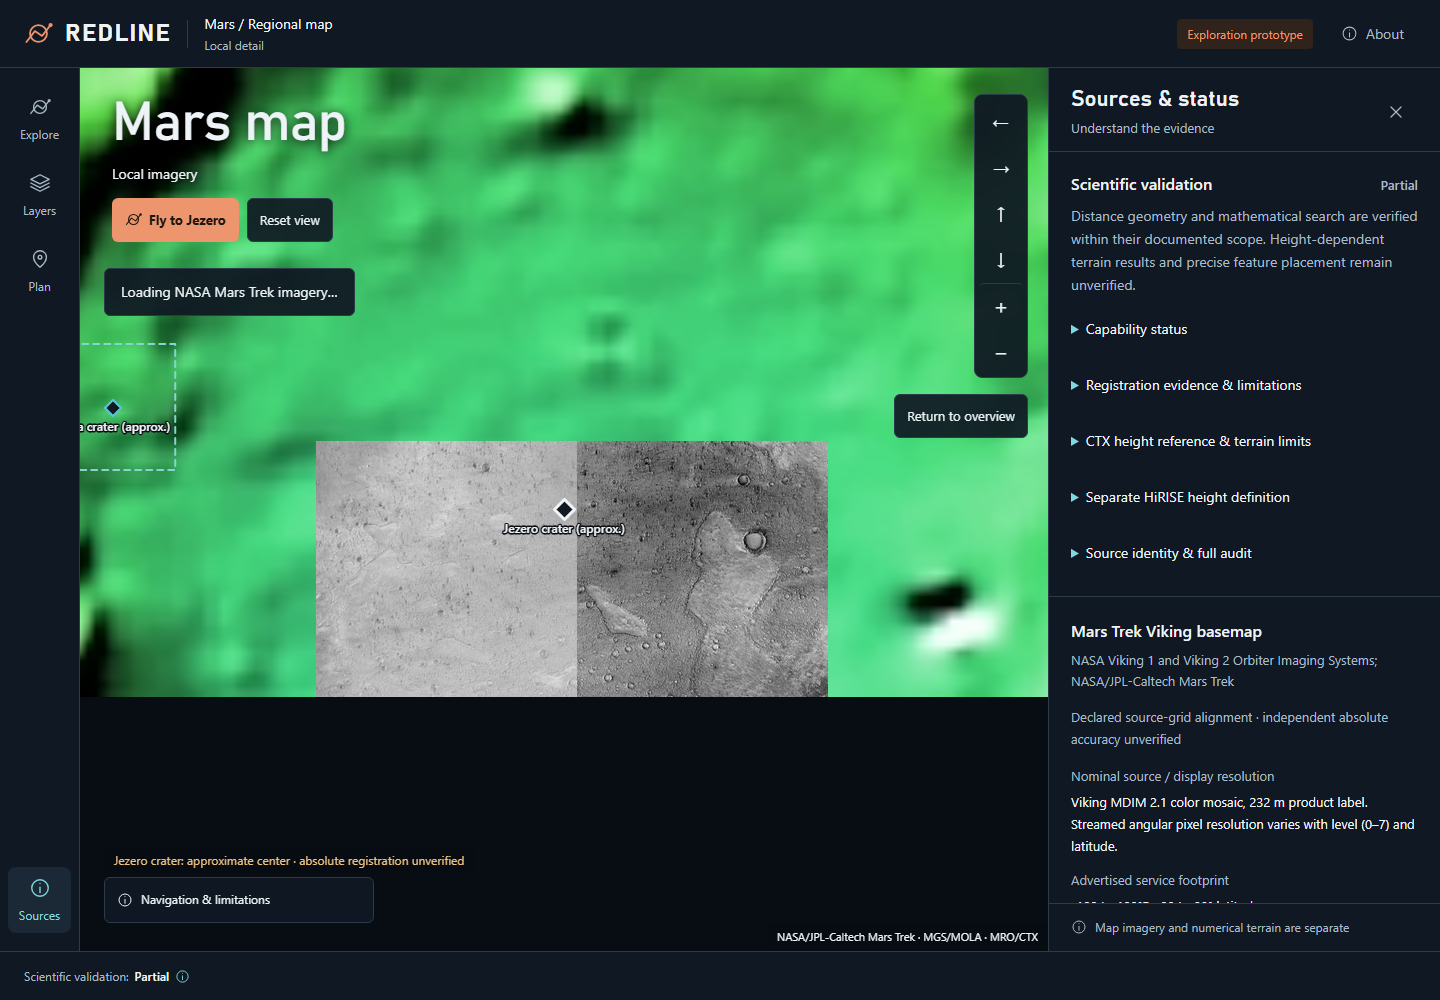 REDLINE
Mars / Regional map
Local detail
Exploration prototype
About
Explore
Layers
Plan
Sources
Mars map
Local imagery
Fly to Jezero
Reset view
Loading NASA Mars Trek imagery...
Return to overview
a crater (approx.)
Jezero crater (approx.)
Jezero crater: approximate center · absolute registration unverified
Navigation & limitations
NASA/JPL-Caltech Mars Trek · MGS/MOLA · MRO/CTX
Sources & status
Understand the evidence
Scientific validation
Partial
Distance geometry and mathematical search are verified
within their documented scope. Height-dependent
terrain results and precise feature placement remain
unverified.
Capability status
Registration evidence & limitations
CTX height reference & terrain limits
Separate HiRISE height definition
Source identity & full audit
Mars Trek Viking basemap
NASA Viking 1 and Viking 2 Orbiter Imaging Systems;
NASA/JPL-Caltech Mars Trek
Declared source-grid alignment · independent absolute
accuracy unverified
Nominal source / display resolution
Viking MDIM 2.1 color mosaic, 232 m product label.
Streamed angular pixel resolution varies with level (0–7) and
latitude.
Advertised service footprint
Map imagery and numerical terrain are separate
Scientific validation: Partial